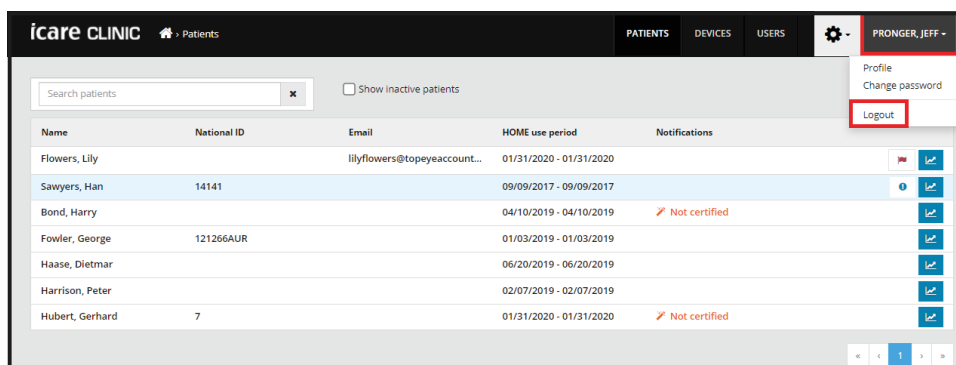 icare CLINIC › Patients PATIENTS DEVICES USERS PRONGER, JEFF
Profile
Change password
Logout
Search patients Show inactive patients
Name National ID Email HOME use period Notifications
Flowers, Lily lilyflowers@topeyeaccount... 01/31/2020 - 01/31/2020
Sawyers, Han 14141 09/09/2017 - 09/09/2017
Bond, Harry 04/10/2019 - 04/10/2019 Not certified
Fowler, George 121266AUR 01/03/2019 - 01/03/2019
Haase, Dietmar 06/20/2019 - 06/20/2019
Harrison, Peter 02/07/2019 - 02/07/2019
Hubert, Gerhard 7 01/31/2020 - 01/31/2020 Not certified
« ‹ 1 › »